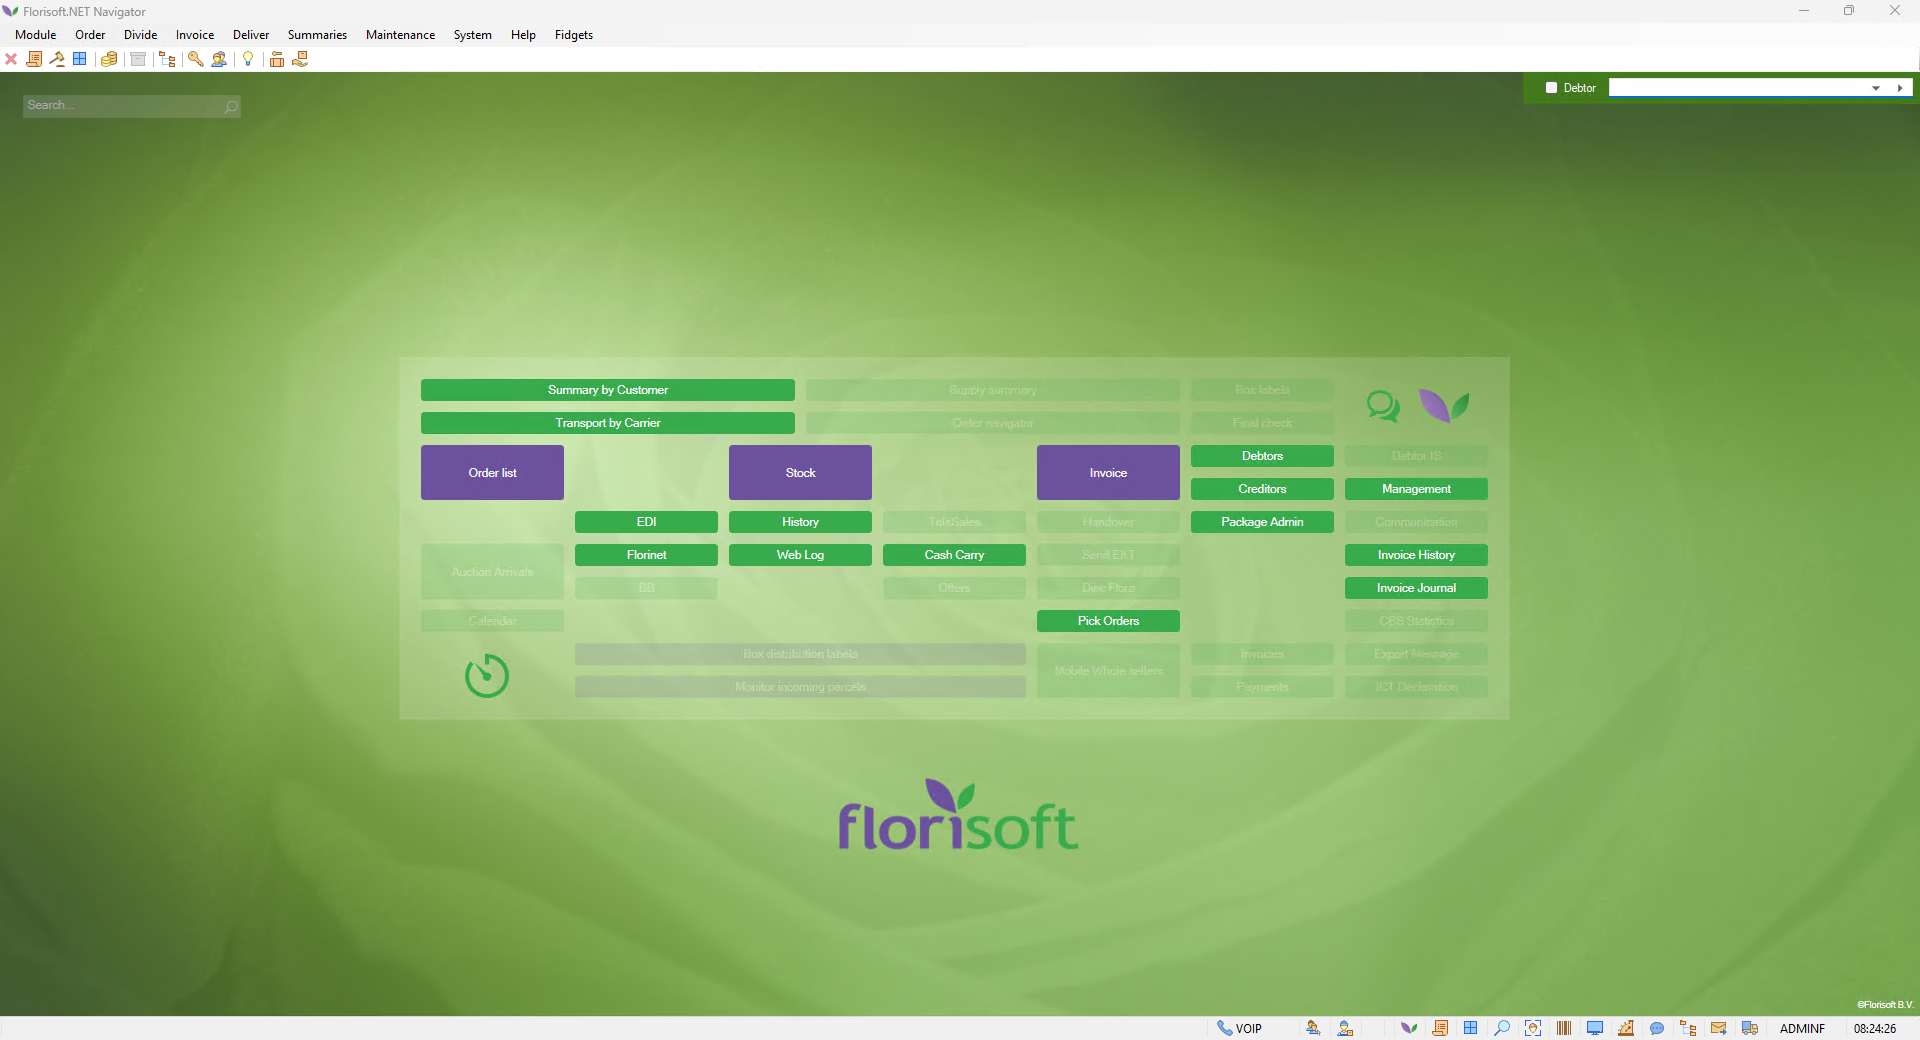 Florisoft.NET Navigator
Module Order Divide Invoice Deliver Summaries Maintenance System Help Fidgets
Search...
Debtor
Summary by Customer Supply summary Box labels
Transport by Carrier Order navigator Final check
Order list Stock Invoice Debtors Debtor IS
Creditors Management
EDI History TeleSales Handover Package Admin Communication
Florinet Web Log Cash Carry Send EKT Invoice History
Auction Arrivals
BB Offers Dire Flora Invoice Journal
Calendar Pick Orders CBS Statistics
Box distribution labels Invoices Export Message
Mobile Whole sellers
Monitor incoming parcels Payments ICT Declaration
florisoft
©Florisoft B.V.
VOIP ADMINF 08:24:26